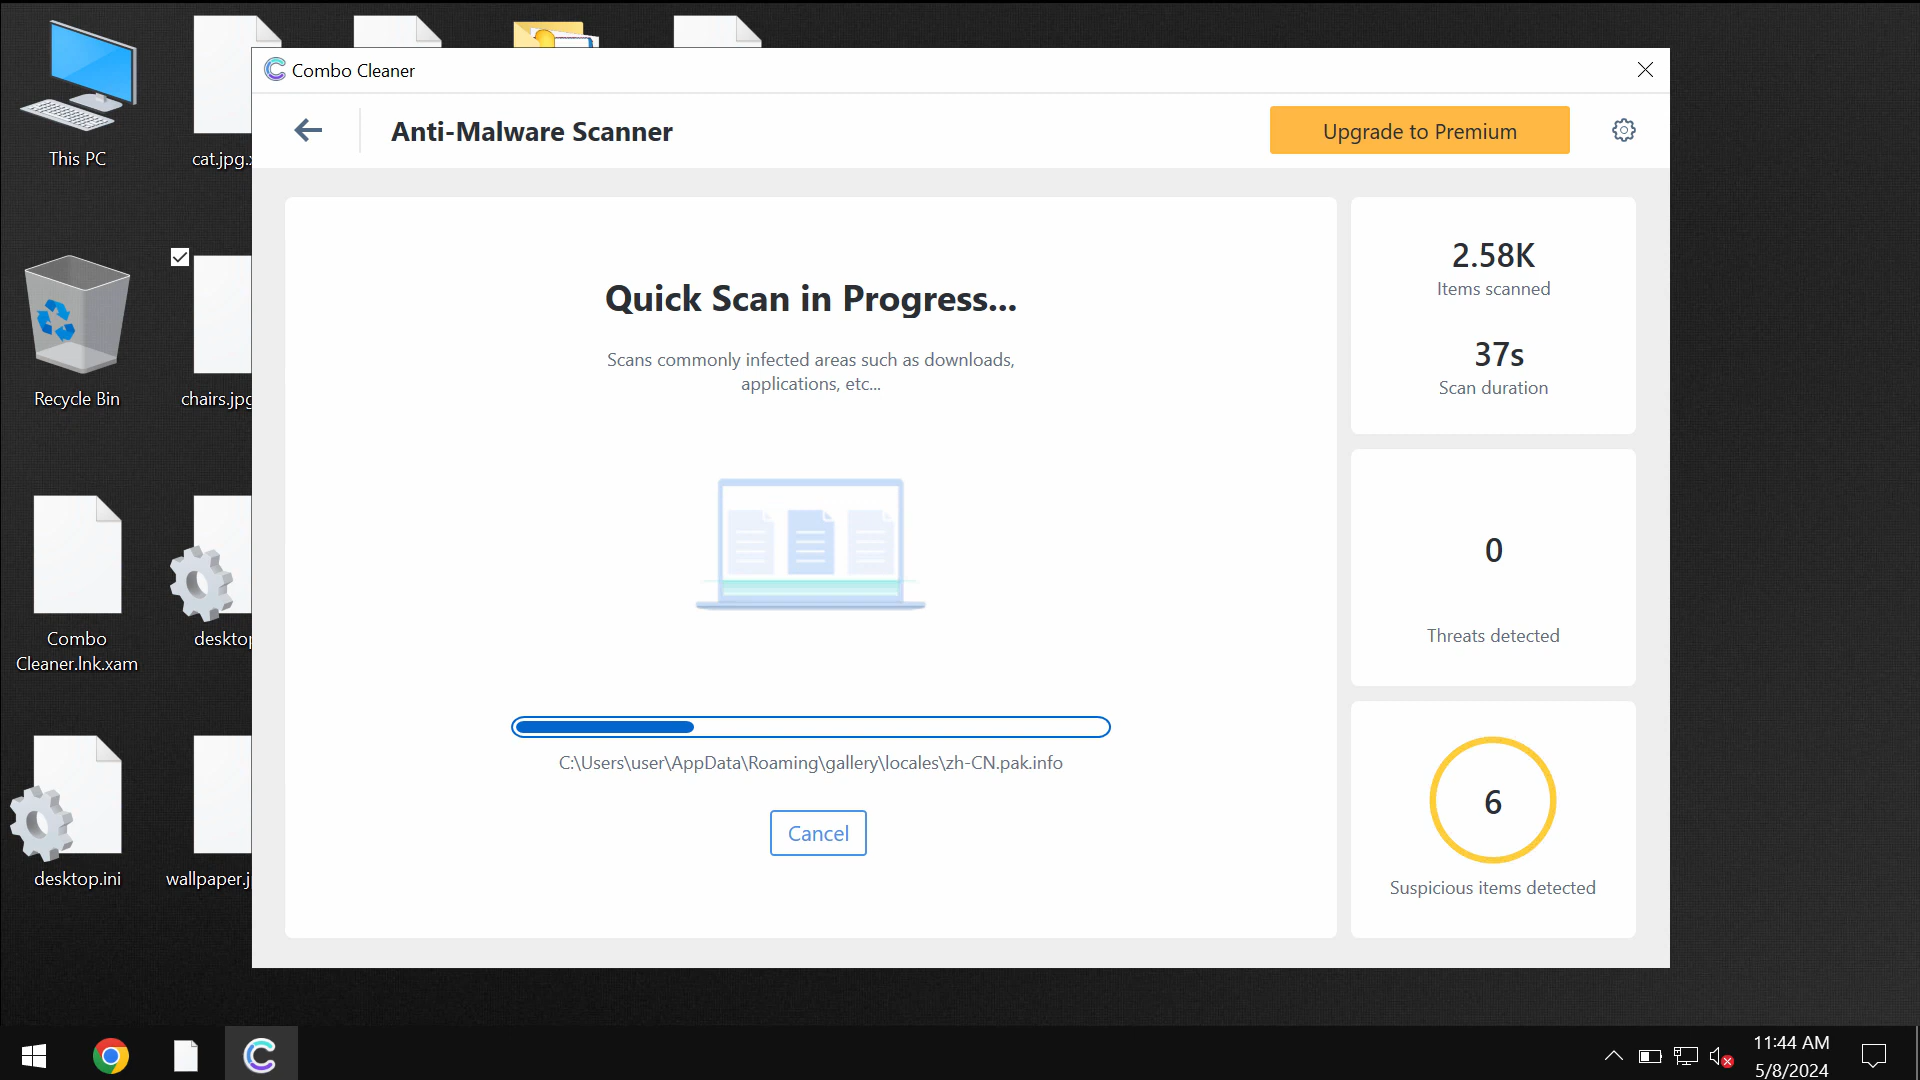 Combo Cleaner
Anti-Malware Scanner
Upgrade to Premium
This PC
cat.jpg.
Quick Scan in Progress...
Scans commonly infected areas such as downloads,
applications, etc...
2.58K
Items scanned
37s
Scan duration
Recycle Bin
chairs.jpg
0
Threats detected
Combo
Cleaner.lnk.xam
desktop
C:\Users\user\AppData\Roaming\gallery\locales\zh-CN.pak.info
Cancel
6
Suspicious items detected
desktop.ini
wallpaper.j
11:44 AM
5/8/2024